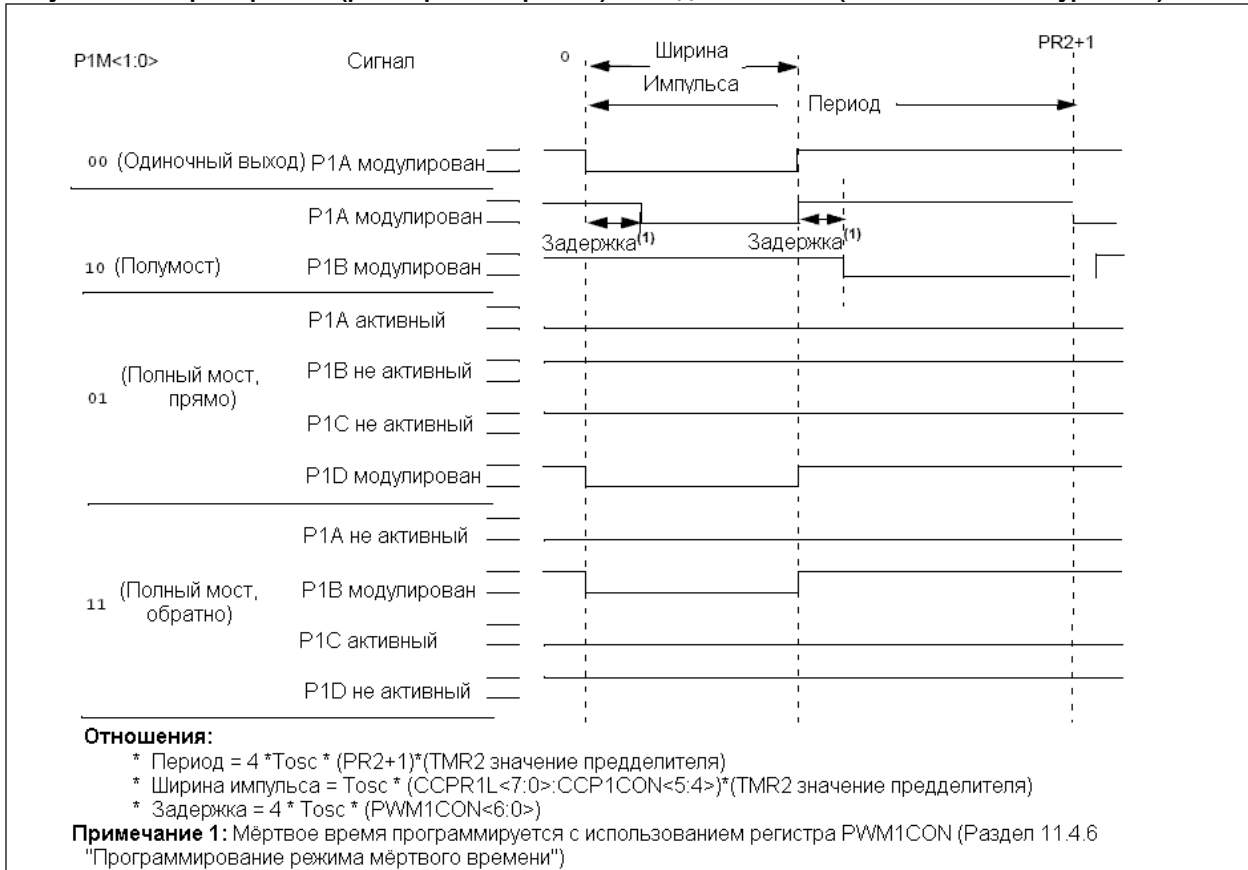 P1M<1:0>
Сигнал
0
Ширина
Импульса
PR2+1
Период
00 (Одиночный выход) P1A модулирован
P1A модулирован
Задержка(1)
Задержка(1)
10 (Полумост)
P1B модулирован
P1A активный
(Полный мост,
прямо)
01
P1B не активный
P1C не активный
P1D модулирован
P1A не активный
(Полный мост,
обратно)
11
P1B модулирован
P1C активный
P1D не активный
Отношения:
* Период = 4 *Tosc * (PR2+1)*(TMR2 значение предделителя)
* Ширина импульса = Tosc * (CCPR1L<7:0>:CCP1CON<5:4>)*(TMR2 значение предделителя)
* Задержка = 4 * Tosc * (PWM1CON<6:0>)
Примечание 1: Мёртвое время программируется с использованием регистра PWM1CON (Раздел 11.4.6
"Программирование режима мёртвого времени")